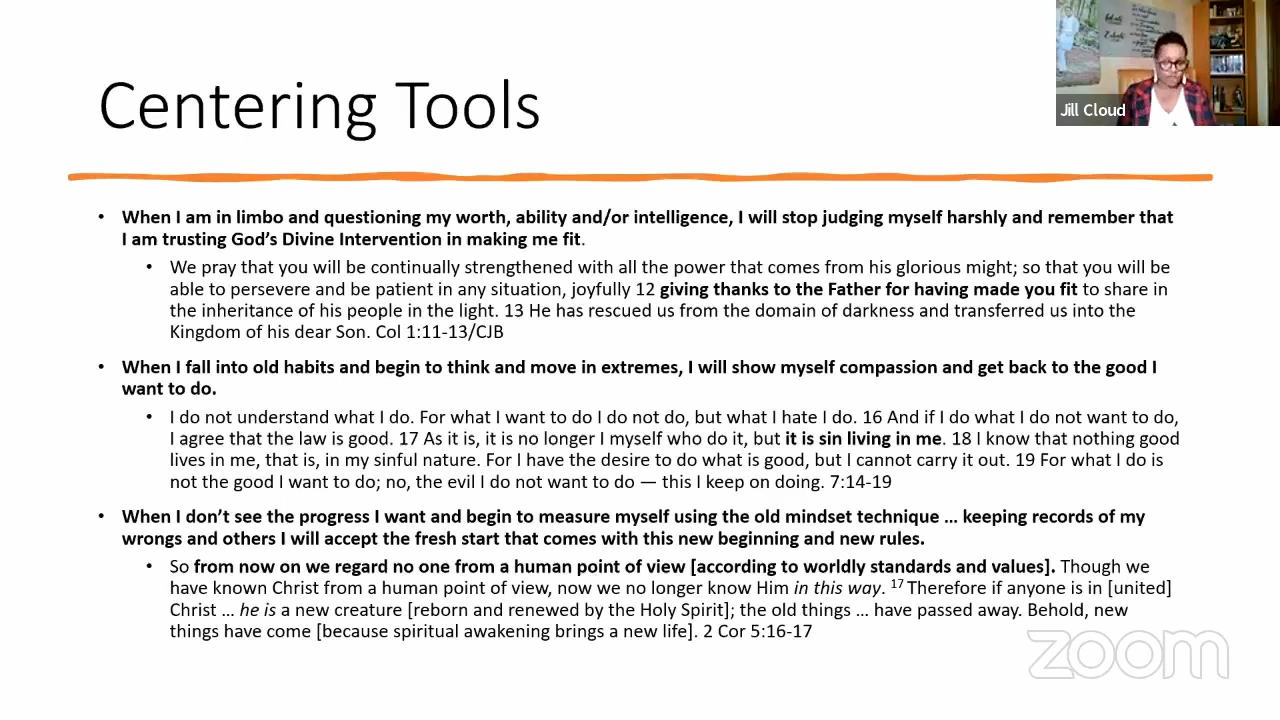 Centering Tools
Jill Cloud
• When I am in limbo and questioning my worth, ability and/or intelligence, I will stop judging myself harshly and remember that
I am trusting God’s Divine Intervention in making me fit.
• We pray that you will be continually strengthened with all the power that comes from his glorious might; so that you will be
able to persevere and be patient in any situation, joyfully 12 giving thanks to the Father for having made you fit to share in
the inheritance of his people in the light. 13 He has rescued us from the domain of darkness and transferred us into the
Kingdom of his dear Son. Col 1:11-13/CJB
• When I fall into old habits and begin to think and move in extremes, I will show myself compassion and get back to the good I
want to do.
• I do not understand what I do. For what I want to do I do not do, but what I hate I do. 16 And if I do what I do not want to do,
I agree that the law is good. 17 As it is, it is no longer I myself who do it, but it is sin living in me. 18 I know that nothing good
lives in me, that is, in my sinful nature. For I have the desire to do what is good, but I cannot carry it out. 19 For what I do is
not the good I want to do; no, the evil I do not want to do — this I keep on doing. 7:14-19
• When I don’t see the progress I want and begin to measure myself using the old mindset technique … keeping records of my
wrongs and others I will accept the fresh start that comes with this new beginning and new rules.
• So from now on we regard no one from a human point of view [according to worldly standards and values]. Though we
have known Christ from a human point of view, now we no longer know Him in this way. 17 Therefore if anyone is in [united]
Christ … he is a new creature [reborn and renewed by the Holy Spirit]; the old things … have passed away. Behold, new
things have come [because spiritual awakening brings a new life]. 2 Cor 5:16-17
zoom